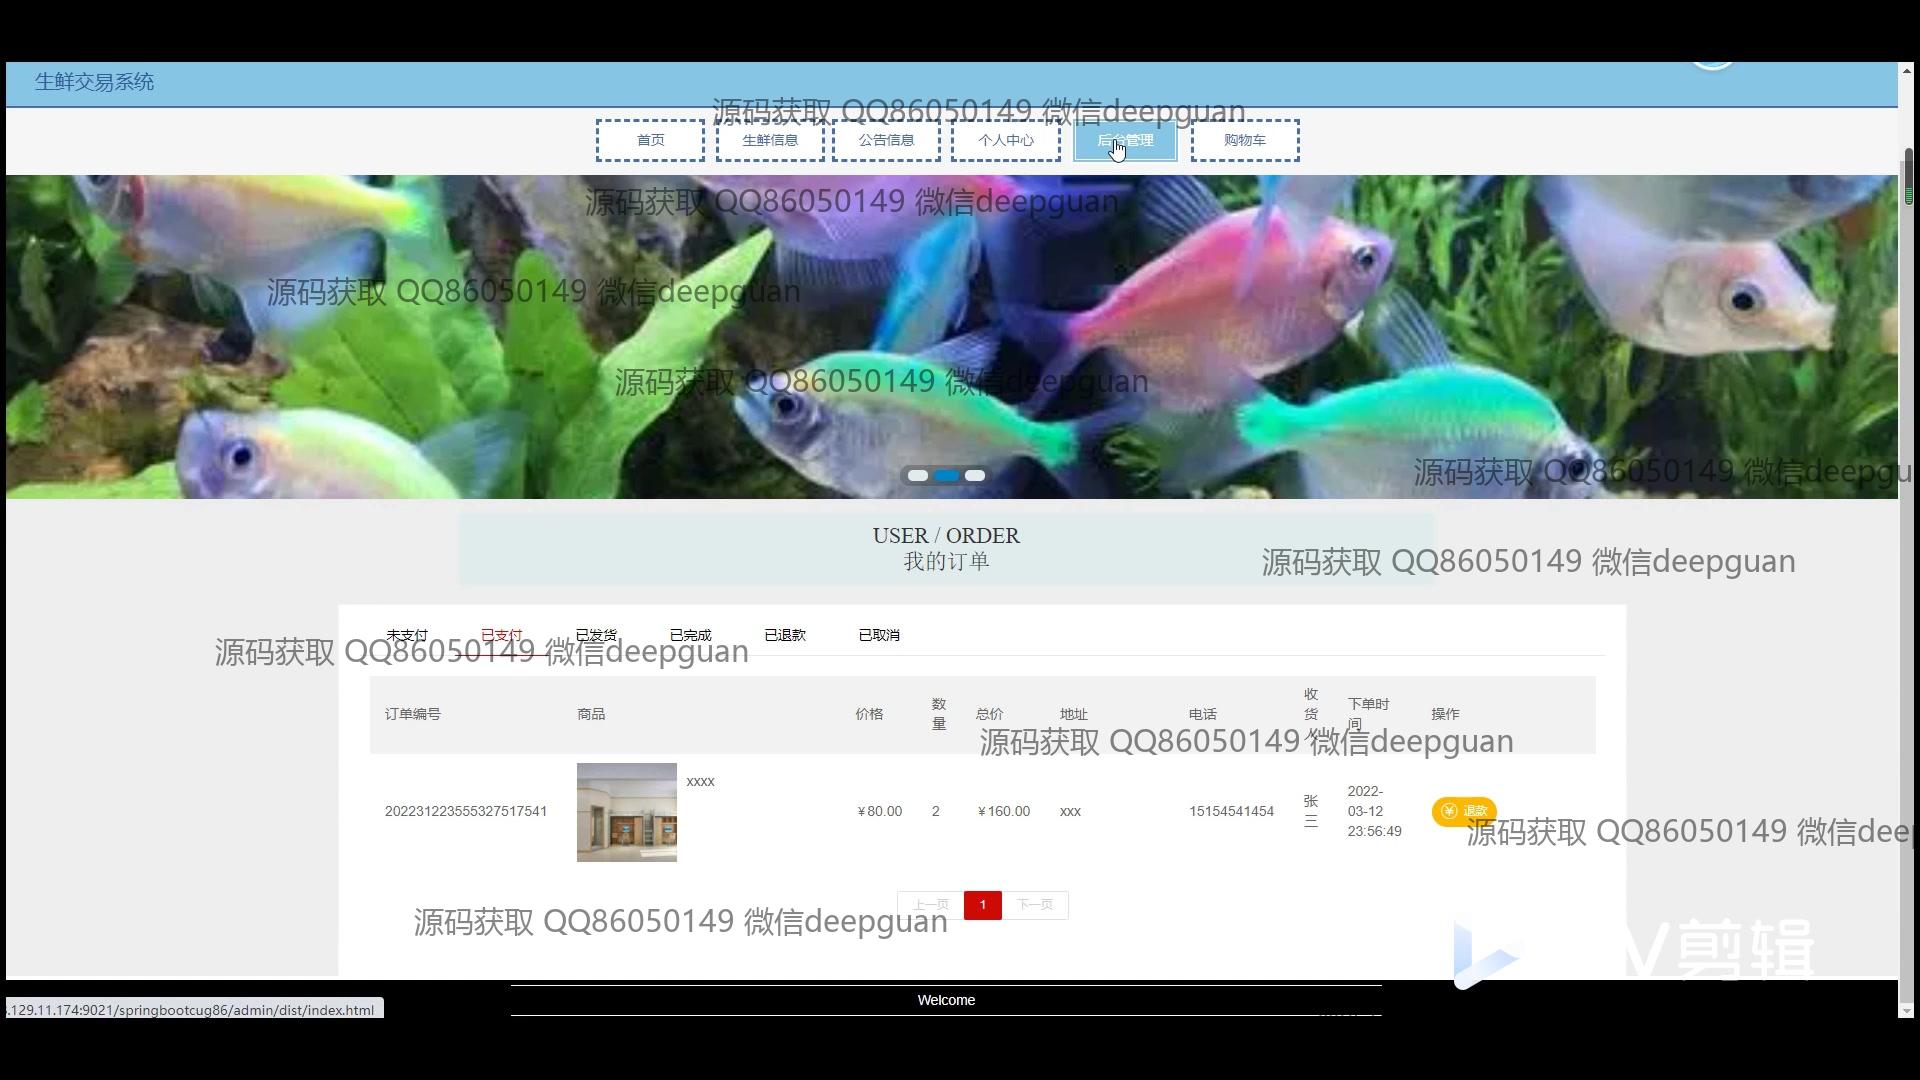 生鲜交易系统
源码获取 QQ86050149 微信deepguan
首页 生鲜信息 公告信息 个人中心 后台管理 购物车
源码获取 QQ86050149 微信deepguan
源码获取 QQ86050149 微信deepguan
源码获取 QQ86050149 微信deepguan
源码获取 QQ86050149 微信deepgu
USER / ORDER
我的订单
源码获取 QQ86050149 微信deepguan
未支付 已支付 已发货 已完成 已退款 已取消
源码获取 QQ86050149 微信deepguan
订单编号 商品 价格 数量 总价 地址 电话 收货人 下单时间 操作
源码获取 QQ86050149 微信deepguan
202231223555327517541 xxxx ¥80.00 2 ¥160.00 xxx 15154541454 张三 2022-03-12 23:56:49 退款
源码获取 QQ86050149 微信deep
上一页 1 下一页
源码获取 QQ86050149 微信deepguan
剪辑
Welcome
.129.11.174:9021/springbootcug86/admin/dist/index.html